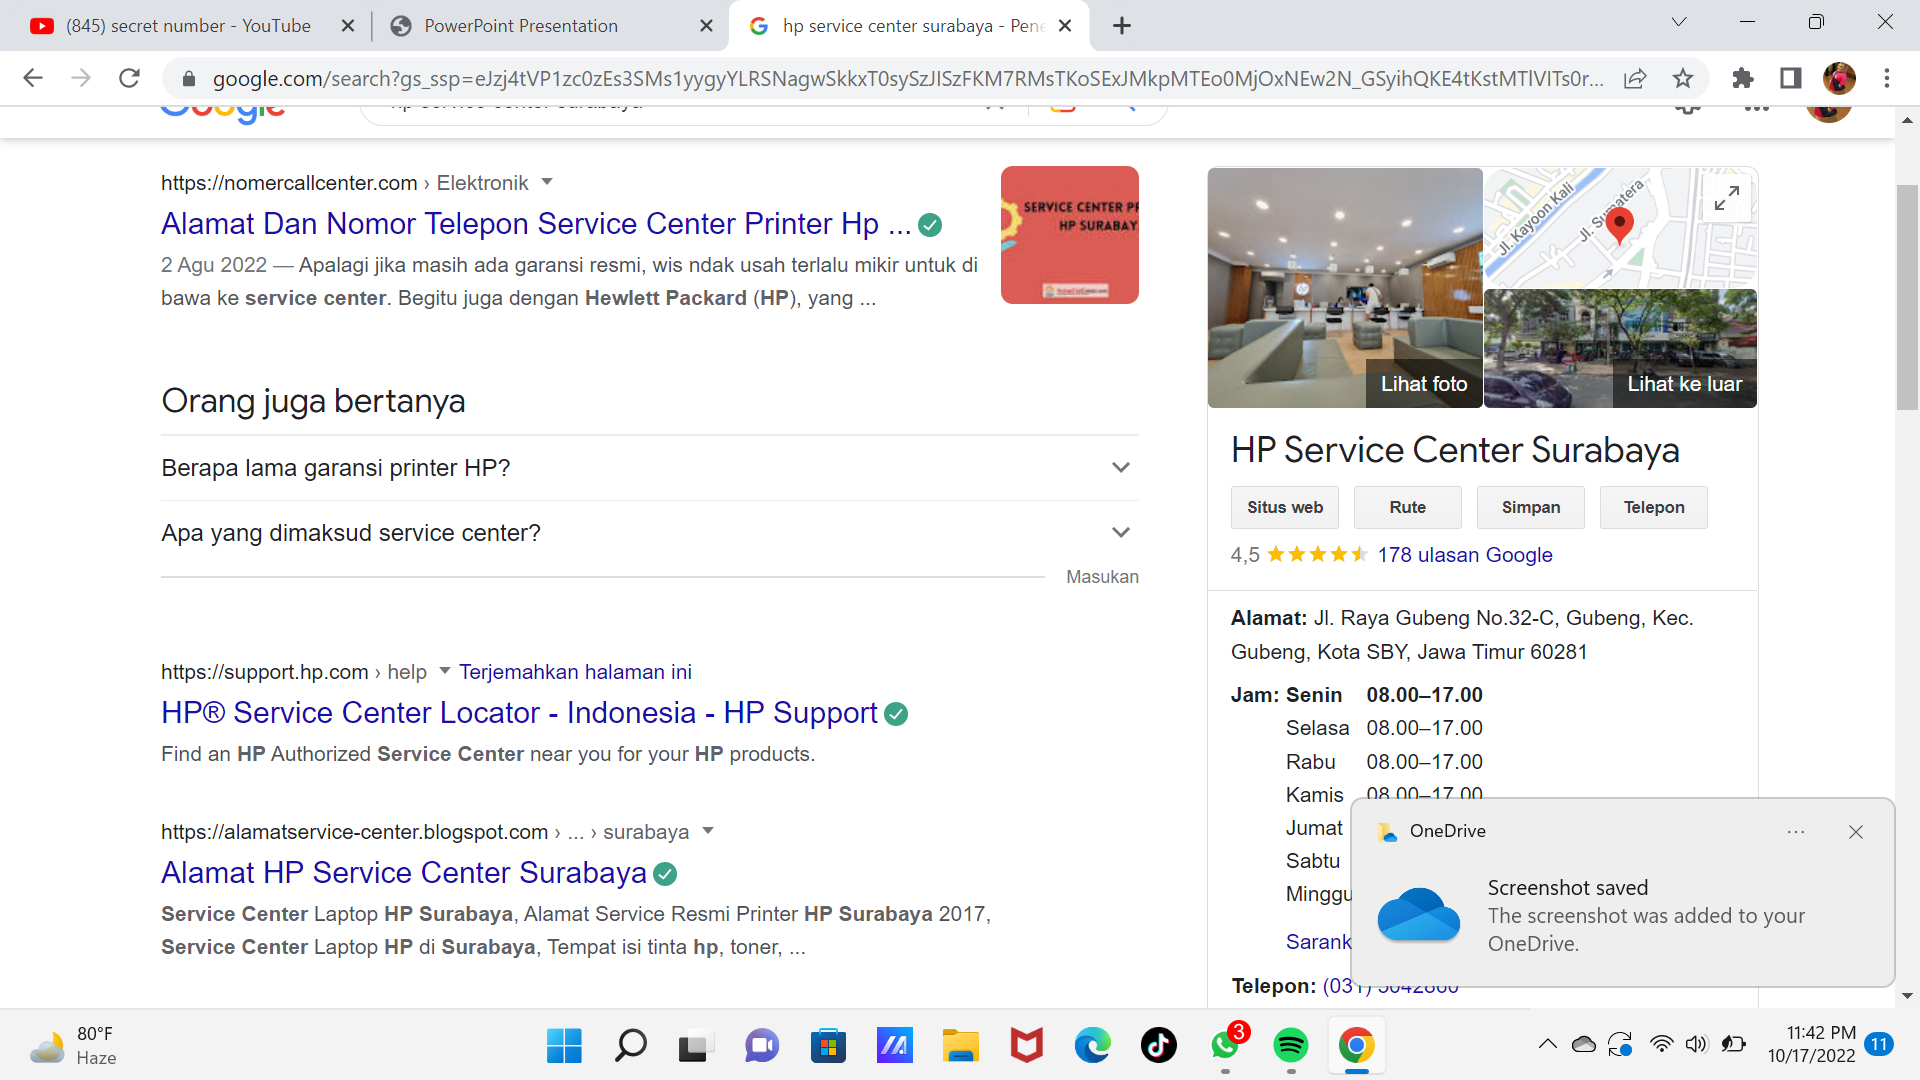 (845) secret number - YouTube
PowerPoint Presentation
hp service center surabaya - Pene
google.com/search?gs_ssp=eJzj4tVP1zc0zEs3SMs1yygyYLRSNagwSkkxT0sySzJISzFKM7RMsTKoSExJMkpMTEo0MjOxNEw2N_GSyihQKE4tKstMTlVITs0r...
https://nomercallcenter.com › Elektronik
Alamat Dan Nomor Telepon Service Center Printer Hp ...
2 Agu 2022 — Apalagi jika masih ada garansi resmi, wis ndak usah terlalu mikir untuk di
bawa ke service center. Begitu juga dengan Hewlett Packard (HP), yang ...
SERVICE CENTER PR
HP SURABAY
Orang juga bertanya
Berapa lama garansi printer HP?
Apa yang dimaksud service center?
Masukan
https://support.hp.com › help Terjemahkan halaman ini
HP® Service Center Locator - Indonesia - HP Support
Find an HP Authorized Service Center near you for your HP products.
https://alamatservice-center.blogspot.com › ... › surabaya
Alamat HP Service Center Surabaya
Service Center Laptop HP Surabaya, Alamat Service Resmi Printer HP Surabaya 2017,
Service Center Laptop HP di Surabaya, Tempat isi tinta hp, toner, ...
Jl. Kayoon Kali
Jl. Sumatera
Lihat foto
Lihat ke luar
HP Service Center Surabaya
Situs web
Rute
Simpan
Telepon
4,5 178 ulasan Google
Alamat: Jl. Raya Gubeng No.32-C, Gubeng, Kec.
Gubeng, Kota SBY, Jawa Timur 60281
Jam: Senin 08.00–17.00
Selasa 08.00–17.00
Rabu 08.00–17.00
Kamis 08.00–17.00
Jumat
Sabtu
Minggu
Sarank
Telepon: (031) 5042860
OneDrive
Screenshot saved
The screenshot was added to your
OneDrive.
80°F
Haze
3
11:42 PM
10/17/2022
11